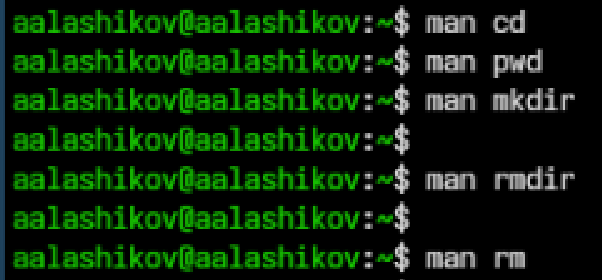 aalashikov@aalashikov:~$ man cd
aalashikov@aalashikov:~$ man pwd
aalashikov@aalashikov:~$ man mkdir
aalashikov@aalashikov:~$
aalashikov@aalashikov:~$ man rmdir
aalashikov@aalashikov:~$
aalashikov@aalashikov:~$ man rm